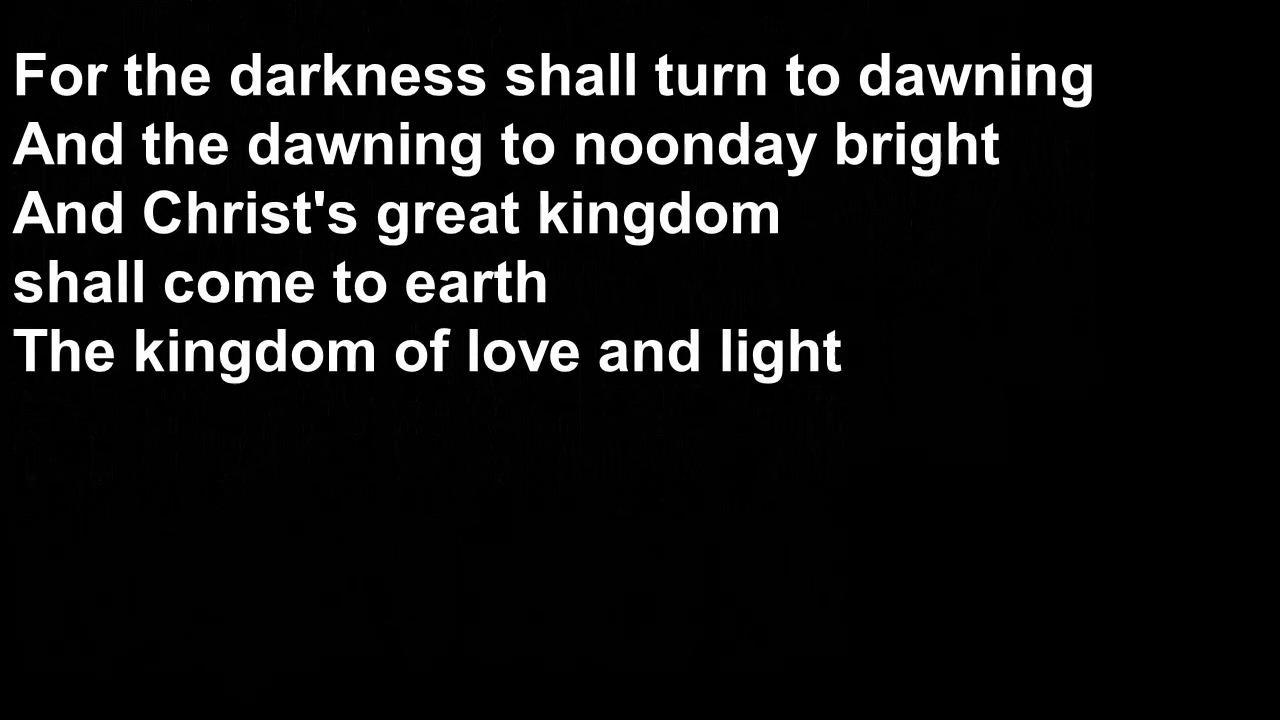 For the darkness shall turn to dawning
And the dawning to noonday bright
And Christ's great kingdom
shall come to earth
The kingdom of love and light